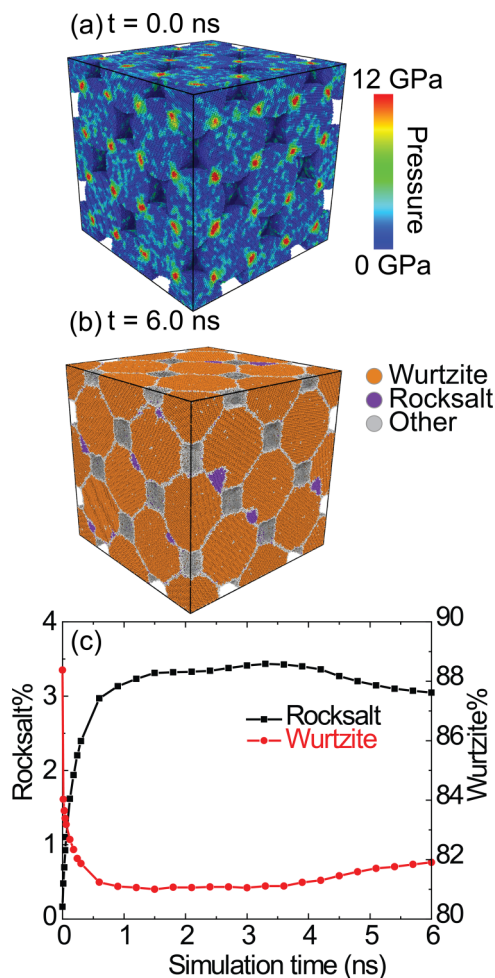 (a) t = 0.0 ns
12 GPa
Pressure
0 GPa
(b) t = 6.0 ns
Wurtzite
Rocksalt
Other
(c)
Rocksalt%
4
3
2
1
0
Rocksalt
Wurtzite
90
88
86
84
82
80
Wurtzite%
0 1 2 3 4 5 6
Simulation time (ns)